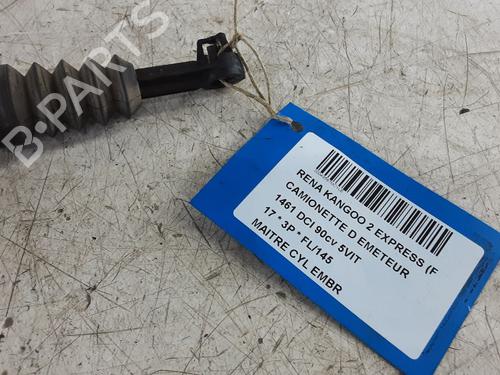 B-PARTS
RENA KANGOO 2 EXPRESS (F
CAMIONETTE D EMETEUR
1461 DCI 90cv 5VIT
17 * 3P * FL/145
MAITRE CYL EMBR